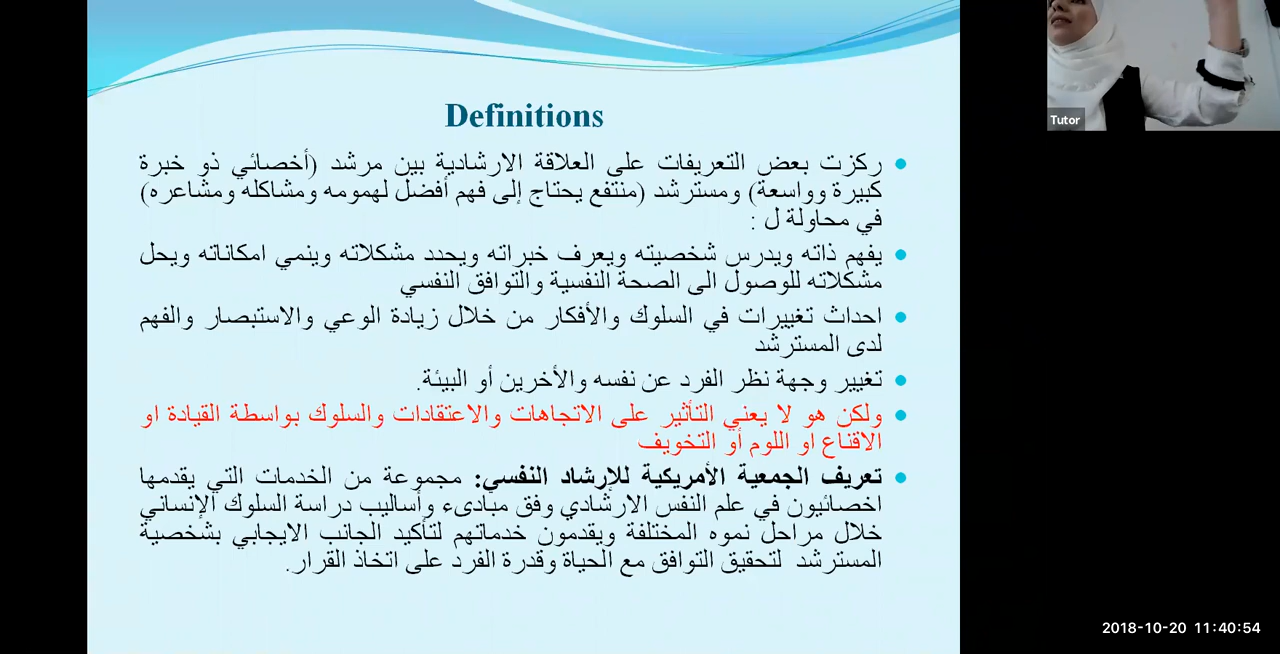 Definitions
ركزت بعض التعريفات على العلاقة الارشادية بين مرشد (أخصائي ذو خبرة
كبيرة وواسعة) ومسترشد (منتفع يحتاج إلى فهم أفضل لهمومه ومشاكله ومشاعره)
في محاولة ل :
يفهم ذاته ويدرس شخصيته ويعرف خبراته ويحدد مشكلاته وينمي امكاناته ويحل
مشكلاته للوصول الى الصحة النفسية والتوافق النفسي
احداث تغييرات في السلوك والأفكار من خلال زيادة الوعي والاستبصار والفهم
لدى المسترشد
تغيير وجهة نظر الفرد عن نفسه والأخرين أو البيئة.
ولكن هو لا يعني التأثير على الاتجاهات والاعتقادات والسلوك بواسطة القيادة او
الاقناع او اللوم أو التخويف
تعريف الجمعية الأمريكية للإرشاد النفسي: مجموعة من الخدمات التي يقدمها
اخصائيون في علم النفس الارشادي وفق مبادىء وأساليب دراسة السلوك الإنساني
خلال مراحل نموه المختلفة ويقدمون خدماتهم لتأكيد الجانب الايجابي بشخصية
المسترشد لتحقيق التوافق مع الحياة وقدرة الفرد على اتخاذ القرار.
Tutor
2018-10-20 11:40:54